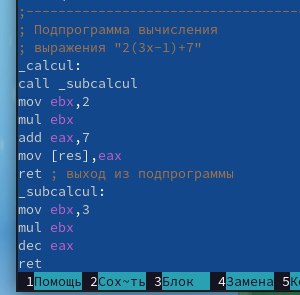 ;---------------------------------
; Подпрограмма вычисления
; выражения "2(3x-1)+7"
_calcul:
call _subcalcul
mov ebx,2
mul ebx
add eax,7
mov [res],eax
ret ; выход из подпрограммы
_subcalcul:
mov ebx,3
mul ebx
dec eax
ret
1Помощь 2Сох~ть 3Блок 4Замена 5К